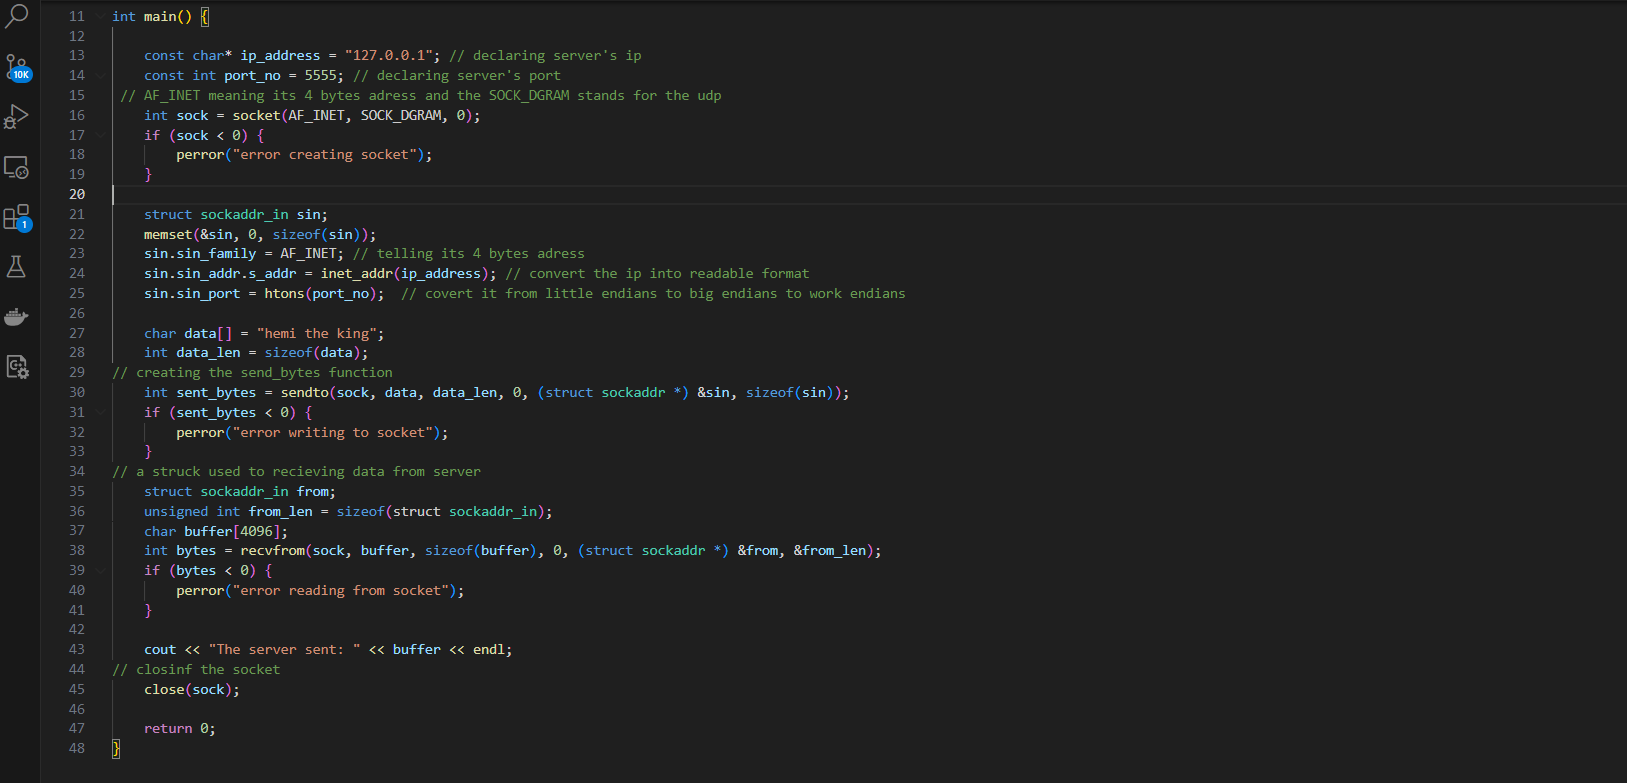 11 int main() {
12
13 const char* ip_address = "127.0.0.1"; // declaring server's ip
10K
14 const int port_no = 5555; // declaring server's port
15 // AF_INET meaning its 4 bytes adress and the SOCK_DGRAM stands for the udp
16 int sock = socket(AF_INET, SOCK_DGRAM, 0);
17 if (sock < 0) {
18 perror("error creating socket");
19 }
20
21 struct sockaddr_in sin;
1
22 memset(&sin, 0, sizeof(sin));
23 sin.sin_family = AF_INET; // telling its 4 bytes adress
24 sin.sin_addr.s_addr = inet_addr(ip_address); // convert the ip into readable format
25 sin.sin_port = htons(port_no); // covert it from little endians to big endians to work endians
26
27 char data[] = "hemi the king";
28 int data_len = sizeof(data);
29 // creating the send_bytes function
30 int sent_bytes = sendto(sock, data, data_len, 0, (struct sockaddr *) &sin, sizeof(sin));
31 if (sent_bytes < 0) {
32 perror("error writing to socket");
33 }
34 // a struck used to recieving data from server
35 struct sockaddr_in from;
36 unsigned int from_len = sizeof(struct sockaddr_in);
37 char buffer[4096];
38 int bytes = recvfrom(sock, buffer, sizeof(buffer), 0, (struct sockaddr *) &from, &from_len);
39 if (bytes < 0) {
40 perror("error reading from socket");
41 }
42
43 cout << "The server sent: " << buffer << endl;
44 // closinf the socket
45 close(sock);
46
47 return 0;
48 }